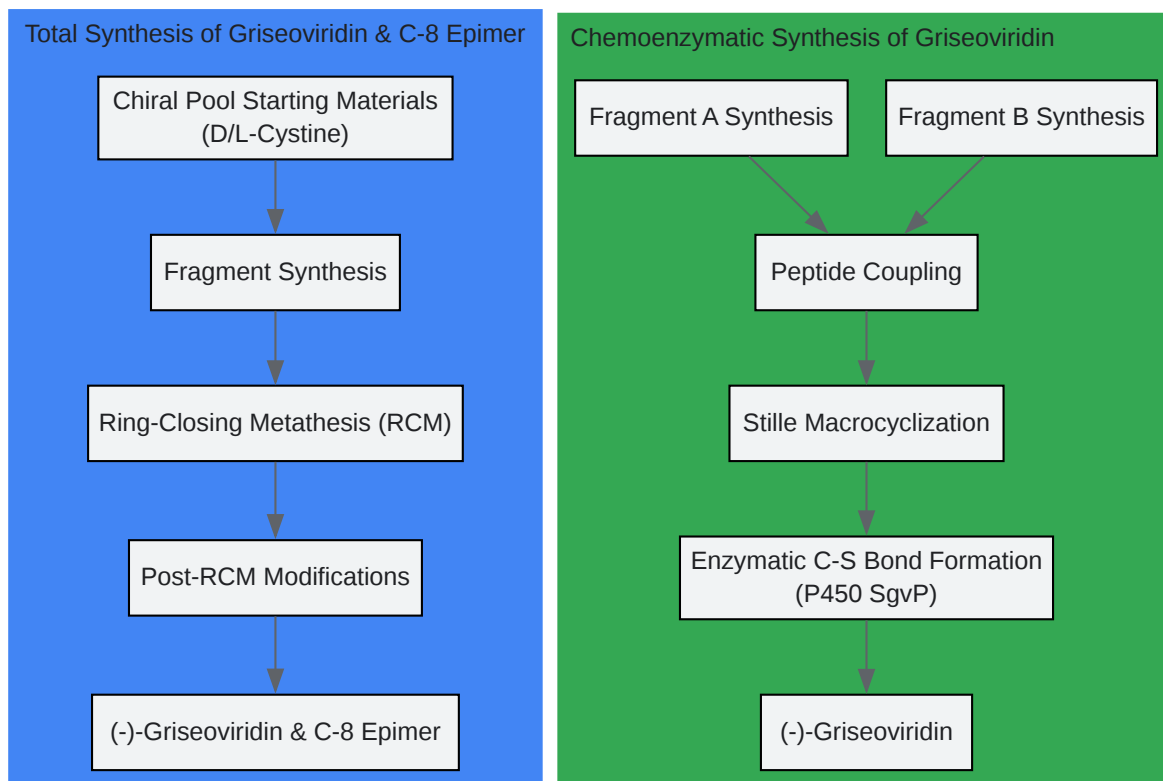 Total Synthesis of Griseoviridin & C-8 Epimer
Chiral Pool Starting Materials
(D/L-Cystine)
Fragment Synthesis
Ring-Closing Metathesis (RCM)
Post-RCM Modifications
(-)-Griseoviridin & C-8 Epimer
Chemoenzymatic Synthesis of Griseoviridin
Fragment A Synthesis
Fragment B Synthesis
Peptide Coupling
Stille Macrocyclization
Enzymatic C-S Bond Formation
(P450 SgvP)
(-)-Griseoviridin